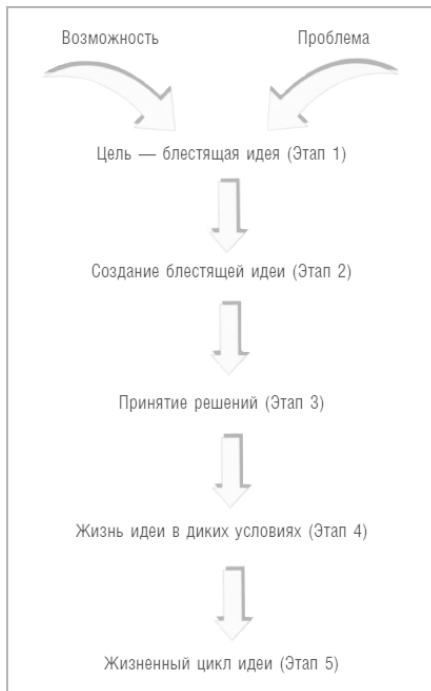 Возможность
Проблема
Цель — блестящая идея (Этап 1)
Создание блестящей идеи (Этап 2)
Принятие решений (Этап 3)
Жизнь идеи в диких условиях (Этап 4)
Жизненный цикл идеи (Этап 5)